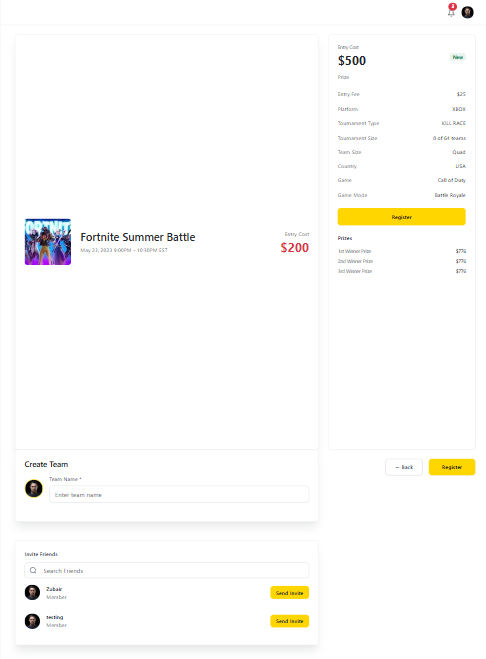 3
Fortnite Summer Battle
May 21, 2023 9:00PM - 10:30PM EST
Entry Cost
$200
Entry Cost
$500
New
Prize
Entry Fee $25
Platform XBOX
Tournament Type KILL RACE
Tournament Size 0 of 64 teams
Team Size Quad
Country USA
Game Call of Duty
Game Mode Battle Royale
Register
Prizes
1st Winner Prize $776
2nd Winner Prize $776
3rd Winner Prize $776
← Back
Register
Create Team
Team Name *
Enter team name
Invite Friends
Search Friends
Zubair
Member
Send Invite
testing
Member
Send Invite